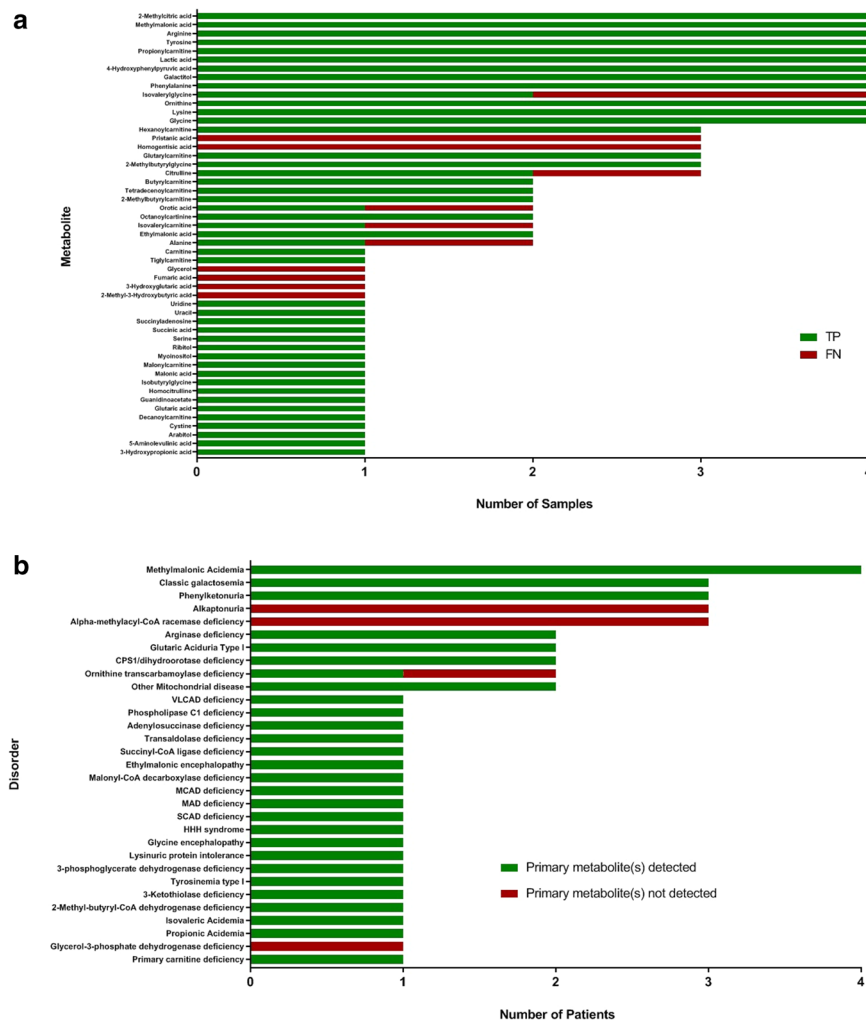 a
2-Methylcitric acid
Methylmalonic acid
Arginine
Tyrosine
Propionylcarnitine
Lactic acid
4-Hydroxyphenylpyruvic acid
Galactitol
Phenylalanine
Isovalerylglycine
Ornithine
Lysine
Glycine
Hexanoylcarnitine
Pristanic acid
Homogentisic acid
Glutarylcarnitine
2-Methylbutyrylglycine
Citrulline
Butyrylcarnitine
Tetradecenoylcarnitine
2-Methylbutyrylcarnitine
Orotic acid
Octanoylcartinine
Isovalerylcarnitine
Ethylmalonic acid
Alanine
Carnitine
Tiglylcarnitine
Glycerol
Fumaric acid
3-Hydroxyglutaric acid
2-Methyl-3-Hydroxybutyric acid
Uridine
Uracil
Succinyladenosine
Succinic acid
Serine
Ribitol
Myoinositol
Malonylcarnitine
Malonic acid
Isobutyrylglycine
Homocitrulline
Guanidinoacetate
Glutaric acid
Decanoylcarnitine
Cystine
Arabitol
5-Aminolevulinic acid
3-Hydroxypropionic acid
Metabolite
TP
FN
0 1 2 3 4
Number of Samples
b
Methylmalonic Acidemia
Classic galactosemia
Phenylketonuria
Alkaptonuria
Alpha-methylacyl-CoA racemase deficiency
Arginase deficiency
Glutaric Aciduria Type I
CPS1/dihydroorotase deficiency
Ornithine transcarbamoylase deficiency
Other Mitochondrial disease
VLCAD deficiency
Phospholipase C1 deficiency
Adenylosuccinase deficiency
Transaldolase deficiency
Succinyl-CoA ligase deficiency
Ethylmalonic encephalopathy
Malonyl-CoA decarboxylase deficiency
MCAD deficiency
MAD deficiency
SCAD deficiency
HHH syndrome
Glycine encephalopathy
Lysinuric protein intolerance
3-phosphoglycerate dehydrogenase deficiency
Tyrosinemia type I
3-Ketothiolase deficiency
2-Methyl-butyryl-CoA dehydrogenase deficiency
Isovaleric Acidemia
Propionic Acidemia
Glycerol-3-phosphate dehydrogenase deficiency
Primary carnitine deficiency
Disorder
Primary metabolite(s) detected
Primary metabolite(s) not detected
0 1 2 3 4
Number of Patients